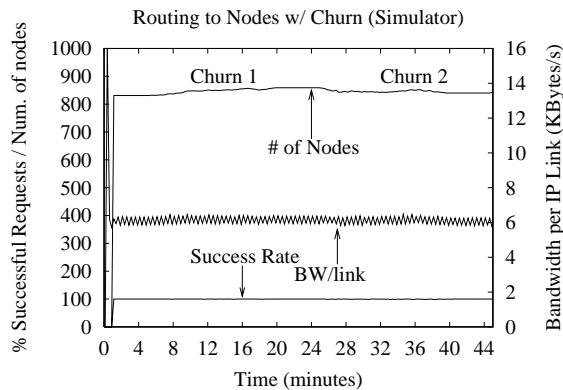 Routing to Nodes w/ Churn (Simulator)
% Successful Requests / Num. of nodes
1000
900
800
700
600
500
400
300
200
100
0
Churn 1
Churn 2
# of Nodes
Success Rate
BW/link
16
14
12
10
8
6
4
2
0
Bandwidth per IP Link (KBytes/s)
0 4 8 12 16 20 24 28 32 36 40 44
Time (minutes)